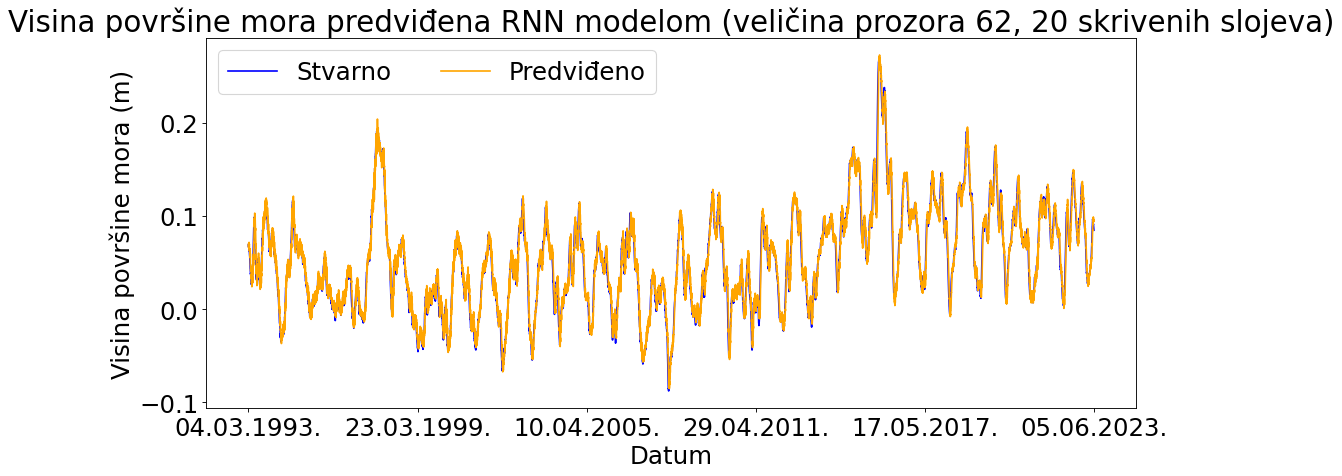 Visina površine mora predviđena RNN modelom (veličina prozora 62, 20 skrivenih slojeva)
Stvarno
Predviđeno
Visina površine mora (m)
0.2
0.1
0.0
−0.1
04.03.1993.
23.03.1999.
10.04.2005.
29.04.2011.
17.05.2017.
05.06.2023.
Datum